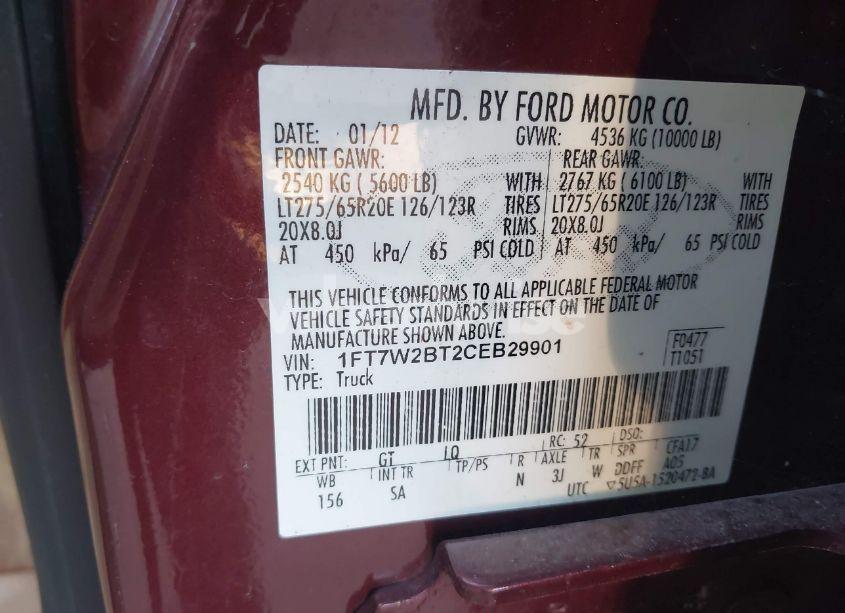 MFD. BY FORD MOTOR CO.
DATE: 01/12 GVWR: 4536 KG (10000 LB)
FRONT GAWR: REAR GAWR:
2540 KG ( 5600 LB) WITH 2767 KG ( 6100 LB) WITH
LT275/65R20E 126/123R TIRES LT275/65R20E 126/123R TIRES
20X8.0J RIMS 20X8.0J RIMS
AT 450 kPa/ 65 PSI COLD AT 450 kPa/ 65 PSI COLD
THIS VEHICLE CONFORMS TO ALL APPLICABLE FEDERAL MOTOR
VEHICLE SAFETY STANDARDS IN EFFECT ON THE DATE OF
MANUFACTURE SHOWN ABOVE.
VIN: 1FT7W2BT2CEB29901
TYPE: Truck
F0477
T1051
EXT PNT: GT LQ RC: 52 DSO:
WB INT TR TP/PS R AXLE TR SPR CFA17
156 SA N 3J W DDFF A05
UTC ▽5U5A-1520472-BA